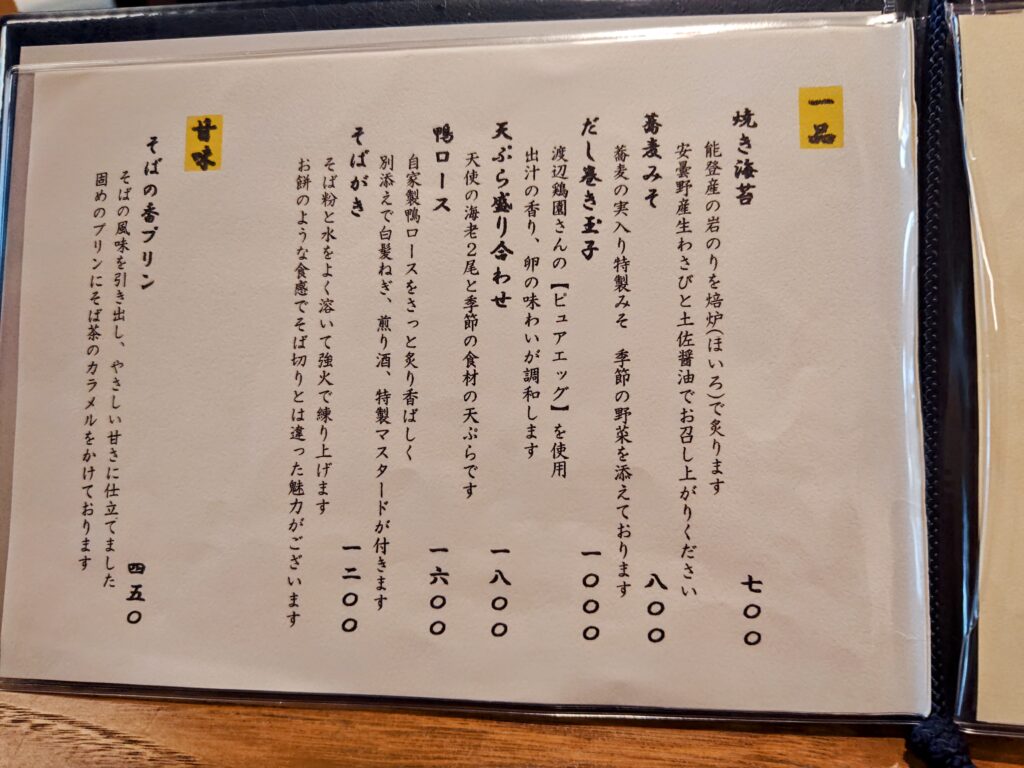 一品
焼き海苔 七〇〇
能登産の岩のりを焙炉(ほいろ)で炙ります
安曇野産生わさびと土佐醤油でお召し上がりください
蕎麦みそ 八〇〇
蕎麦の実入り特製みそ 季節の野菜を添えております
だし巻き玉子 一〇〇〇
渡辺鶏園さんの【ピュアエッグ】を使用
出汁の香り、卵の味わいが調和します
天ぷら盛り合わせ 一八〇〇
天使の海老2尾と季節の食材の天ぷらです
鴨ロース 一六〇〇
自家製鴨ロースをさっと炙り香ばしく
別添えで白髪ねぎ、煎り酒、特製マスタードが付きます
そばがき 一二〇〇
そば粉と水をよく溶いて強火で練り上げます
お餅のような食感でそば切りとは違った魅力がございます
甘味
そばの香プリン 四五〇
そばの風味を引き出し、やさしい甘さに仕立てました
固めのプリンにそば茶のカラメルをかけております